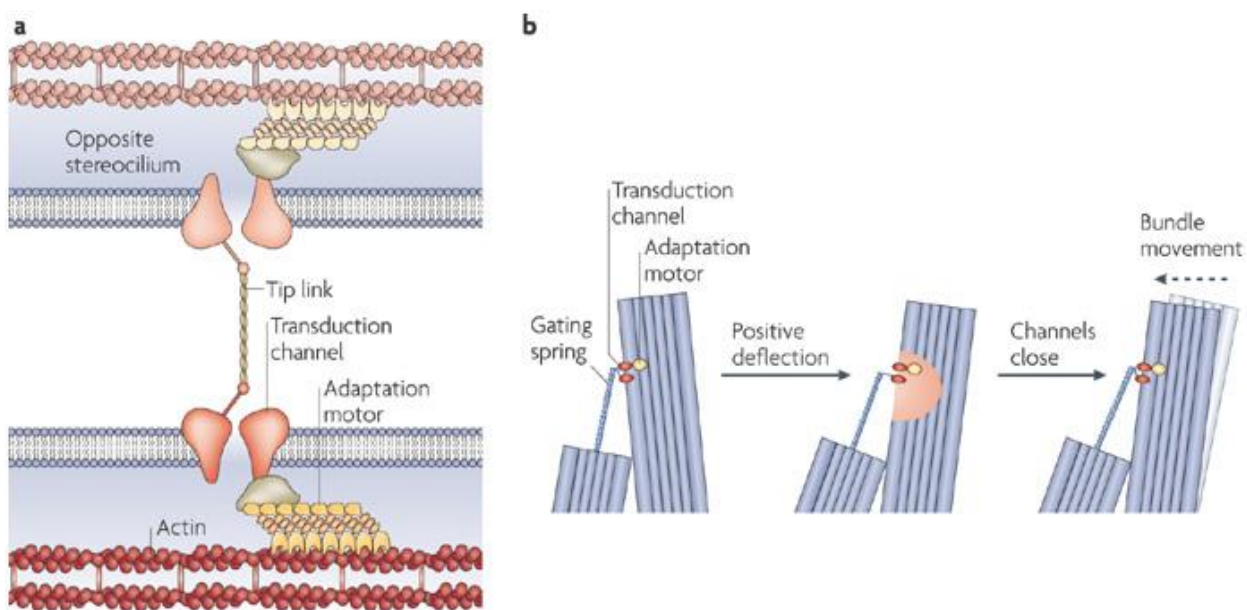 a
Opposite
stereocilium
Tip link
Transduction
channel
Adaptation
motor
Actin
b
Transduction
channel
Adaptation
motor
Gating
spring
Positive
deflection
Channels
close
Bundle
movement